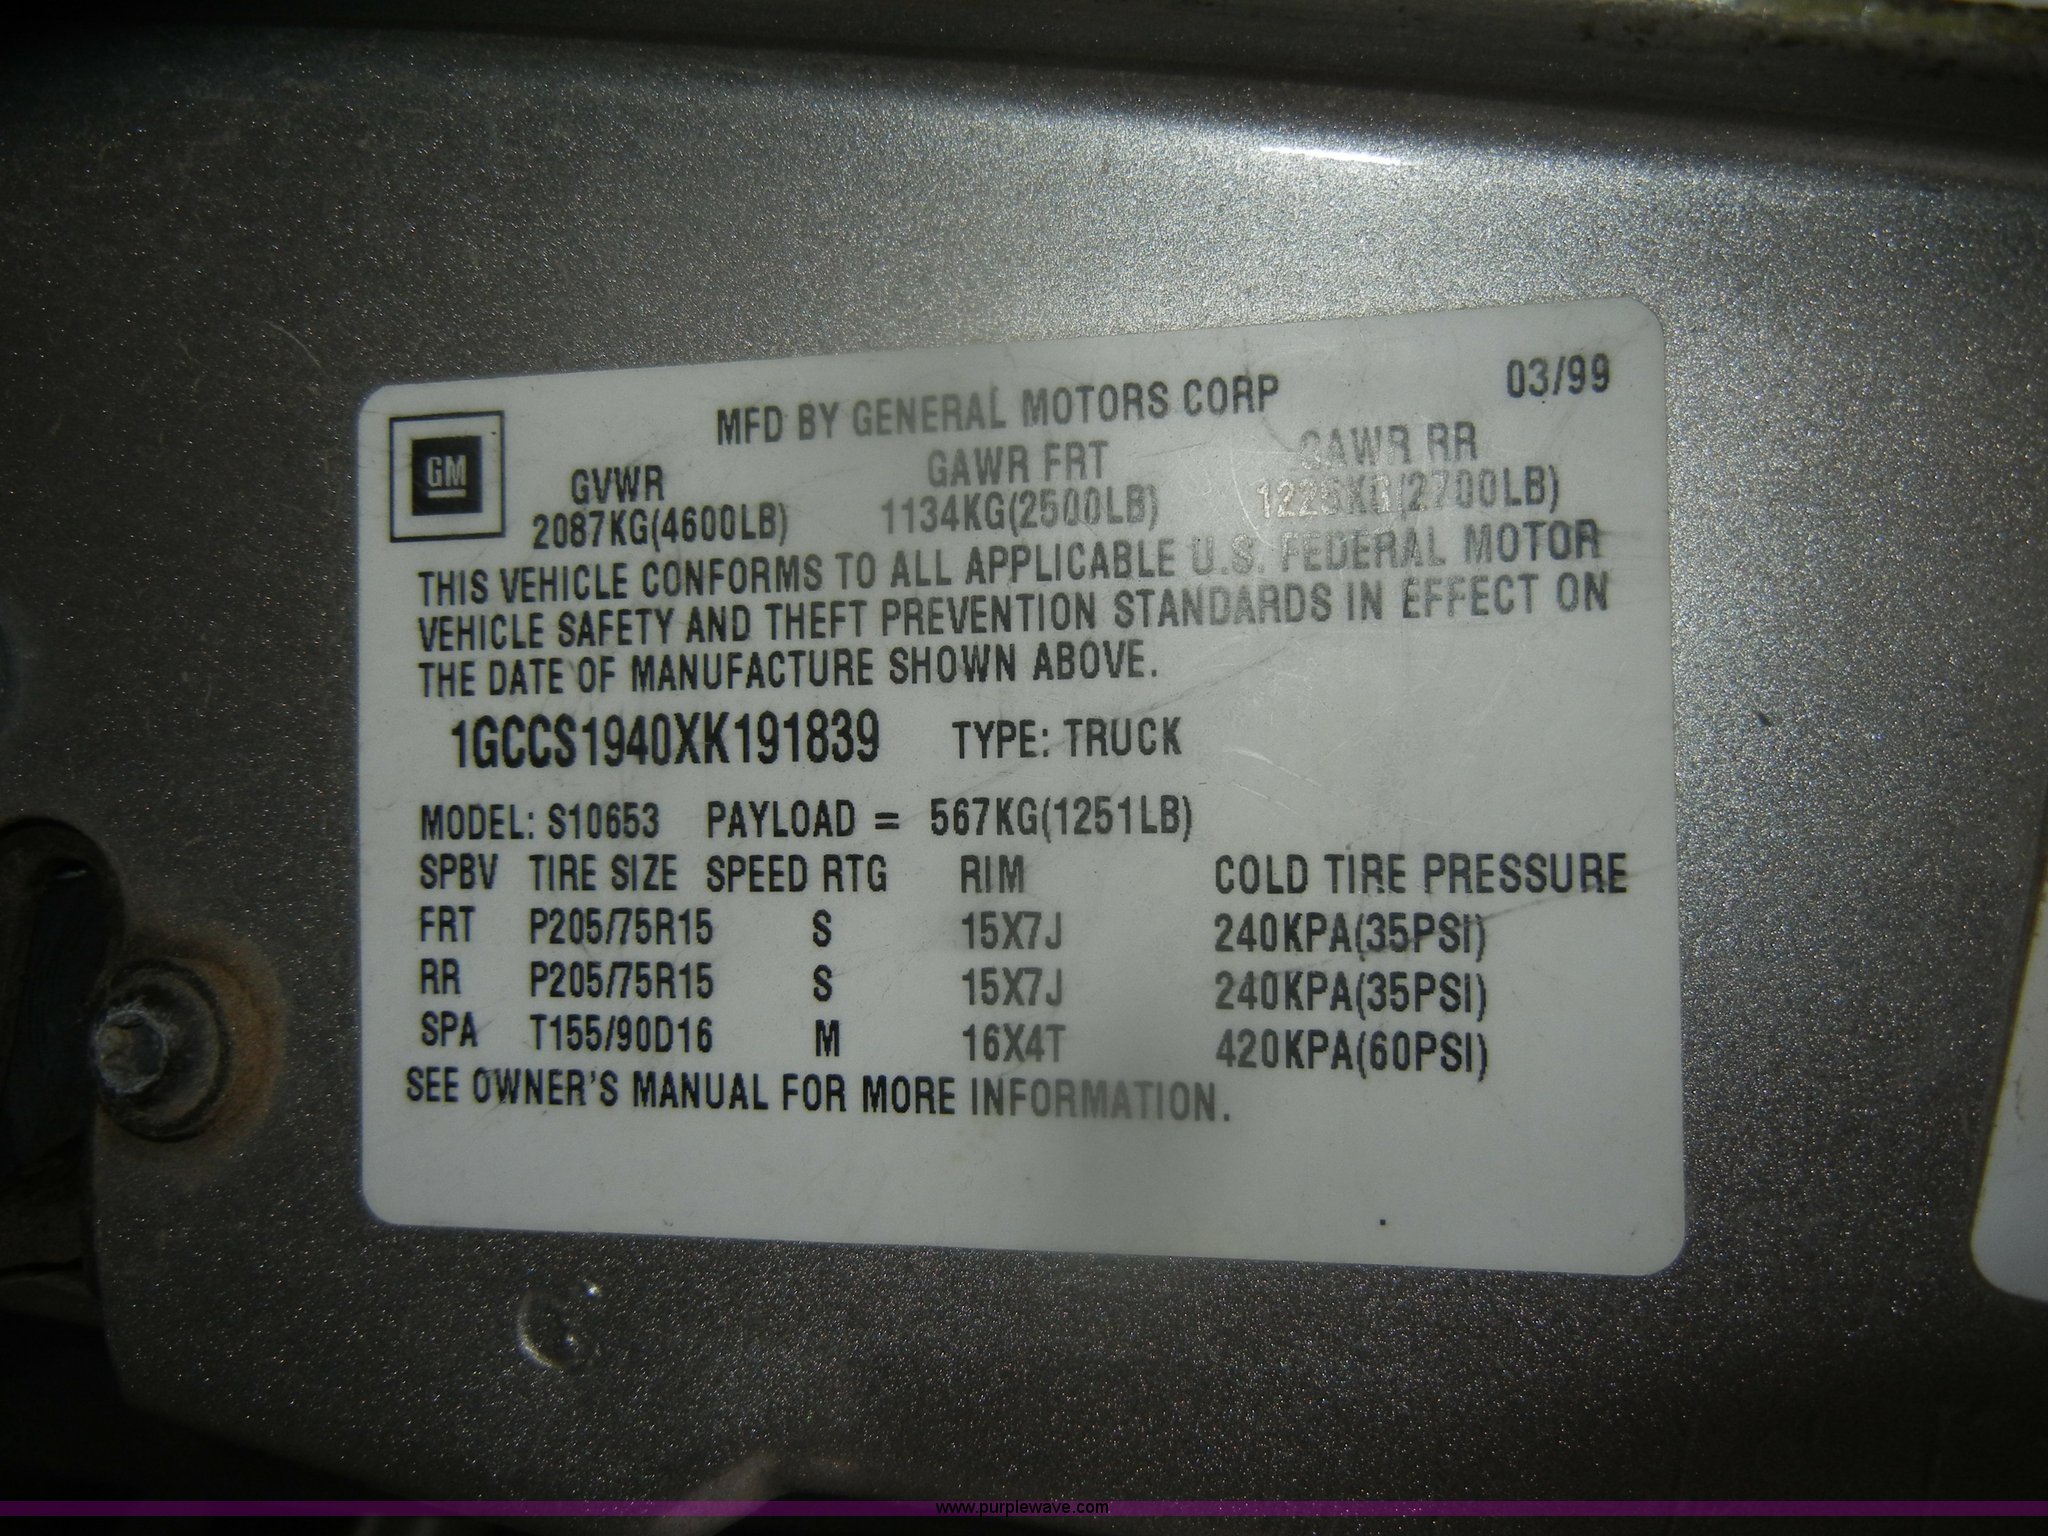 03/99
MFD BY GENERAL MOTORS CORP
GM
GVWR GAWR FRT GAWR RR
2087KG(4600LB) 1134KG(2500LB) 1225KG(2700LB)
THIS VEHICLE CONFORMS TO ALL APPLICABLE U.S. FEDERAL MOTOR
VEHICLE SAFETY AND THEFT PREVENTION STANDARDS IN EFFECT ON
THE DATE OF MANUFACTURE SHOWN ABOVE.
1GCCS1940XK191839 TYPE: TRUCK
MODEL: S10653 PAYLOAD = 567KG(1251LB)
SPBV TIRE SIZE SPEED RTG RIM COLD TIRE PRESSURE
FRT P205/75R15 S 15X7J 240KPA(35PSI)
RR P205/75R15 S 15X7J 240KPA(35PSI)
SPA T155/90D16 M 16X4T 420KPA(60PSI)
SEE OWNER'S MANUAL FOR MORE INFORMATION.
www.purplewave.com